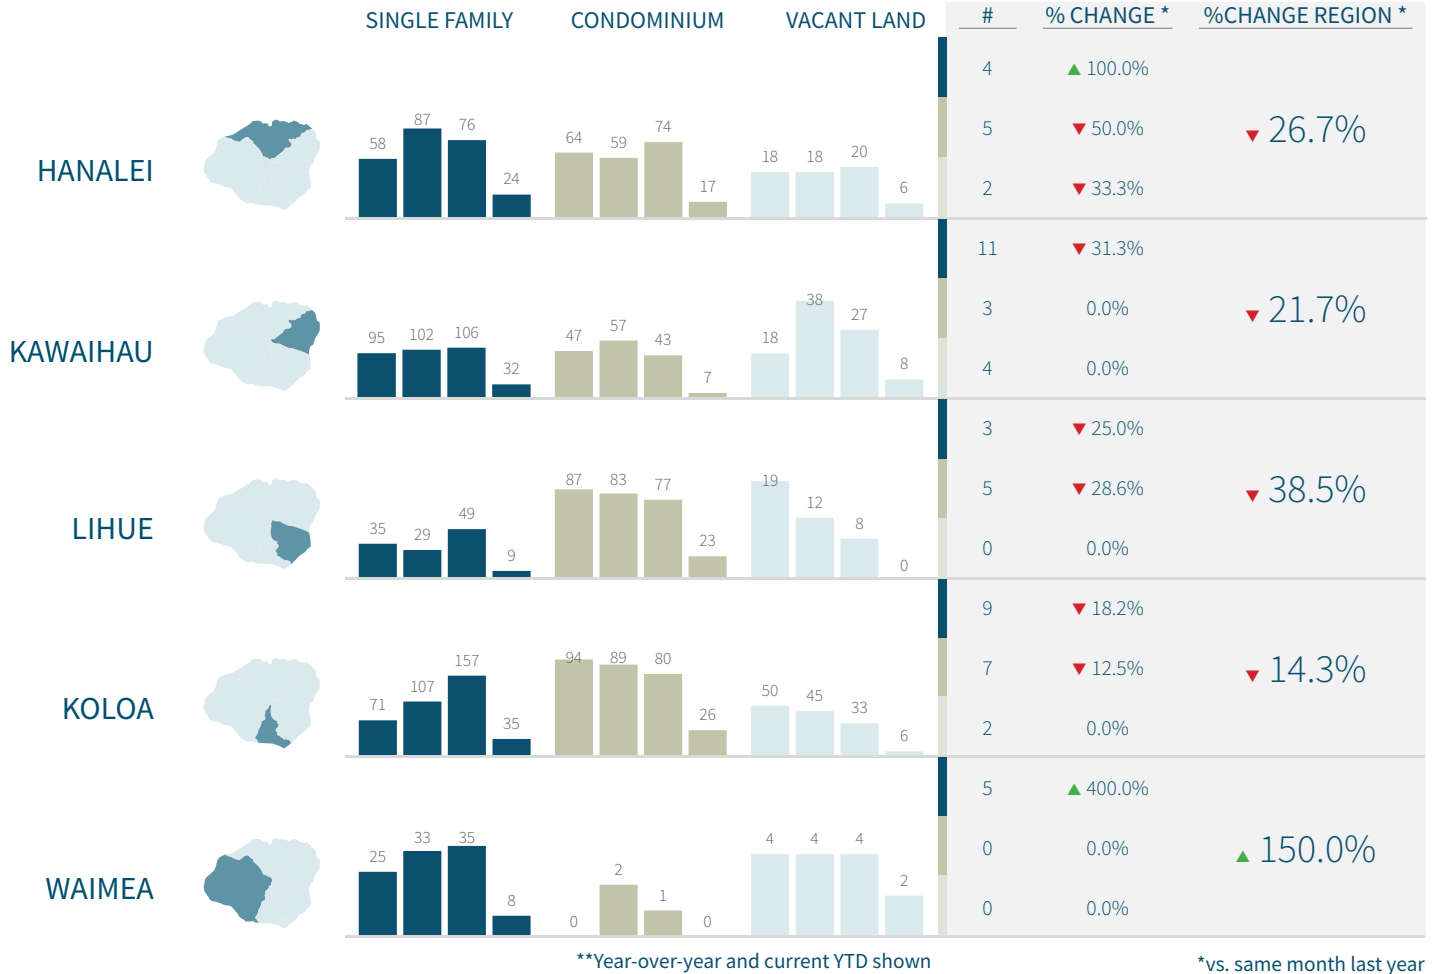 SINGLE FAMILY CONDOMINIUM VACANT LAND # % CHANGE * %CHANGE REGION *
HANALEI
58 87 76 24
64 59 74 17
18 18 20 6
4 ▲ 100.0%
5 ▼ 50.0%
2 ▼ 33.3%
▼ 26.7%
KAWAIHAU
95 102 106 32
47 57 43 7
18 38 27 8
11 ▼ 31.3%
3 0.0%
4 0.0%
▼ 21.7%
LIHUE
35 29 49 9
87 83 77 23
19 12 8 0
3 ▼ 25.0%
5 ▼ 28.6%
0 0.0%
▼ 38.5%
KOLOA
71 107 157 35
94 89 80 26
50 45 33 6
9 ▼ 18.2%
7 ▼ 12.5%
2 0.0%
▼ 14.3%
WAIMEA
25 33 35 8
0 2 1 0
4 4 4 2
5 ▲ 400.0%
0 0.0%
0 0.0%
▲ 150.0%
**Year-over-year and current YTD shown
*vs. same month last year